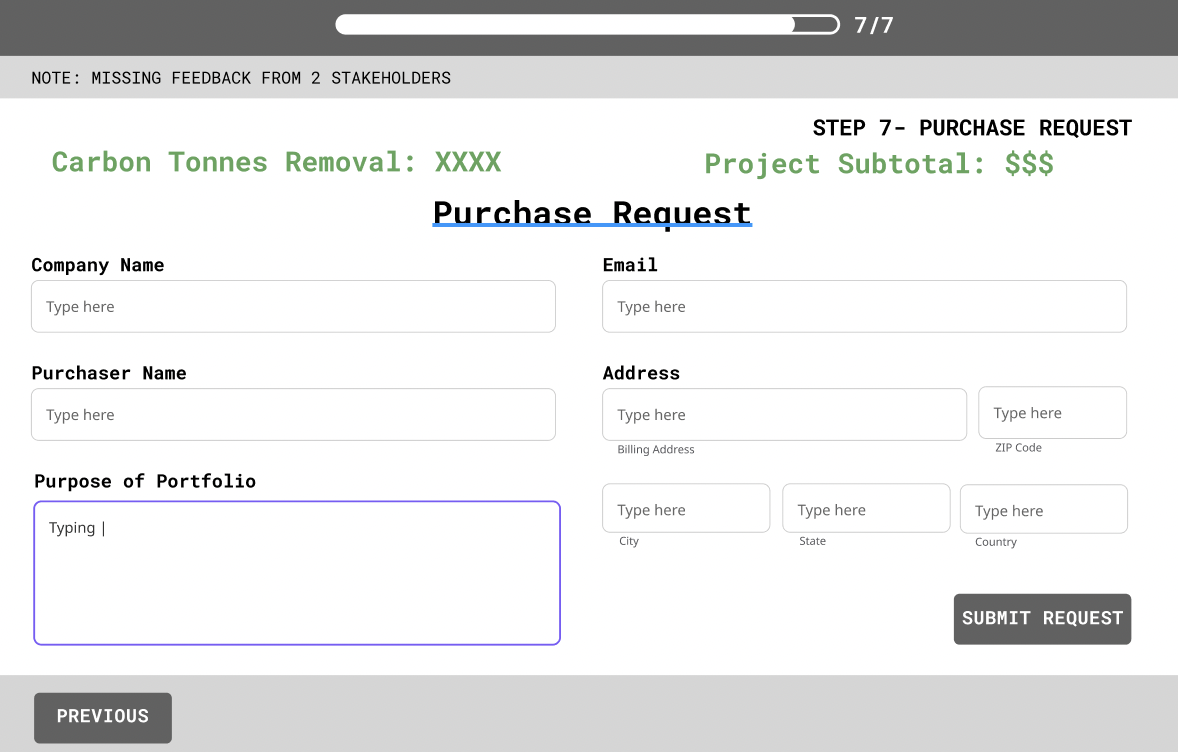 7/7
NOTE: MISSING FEEDBACK FROM 2 STAKEHOLDERS
STEP 7- PURCHASE REQUEST
Carbon Tonnes Removal: XXXX
Project Subtotal: $$$
Purchase Request
Company Name
Type here
Email
Type here
Purchaser Name
Type here
Address
Type here
Billing Address
Type here
ZIP Code
Purpose of Portfolio
Typing |
Type here
City
Type here
State
Type here
Country
SUBMIT REQUEST
PREVIOUS